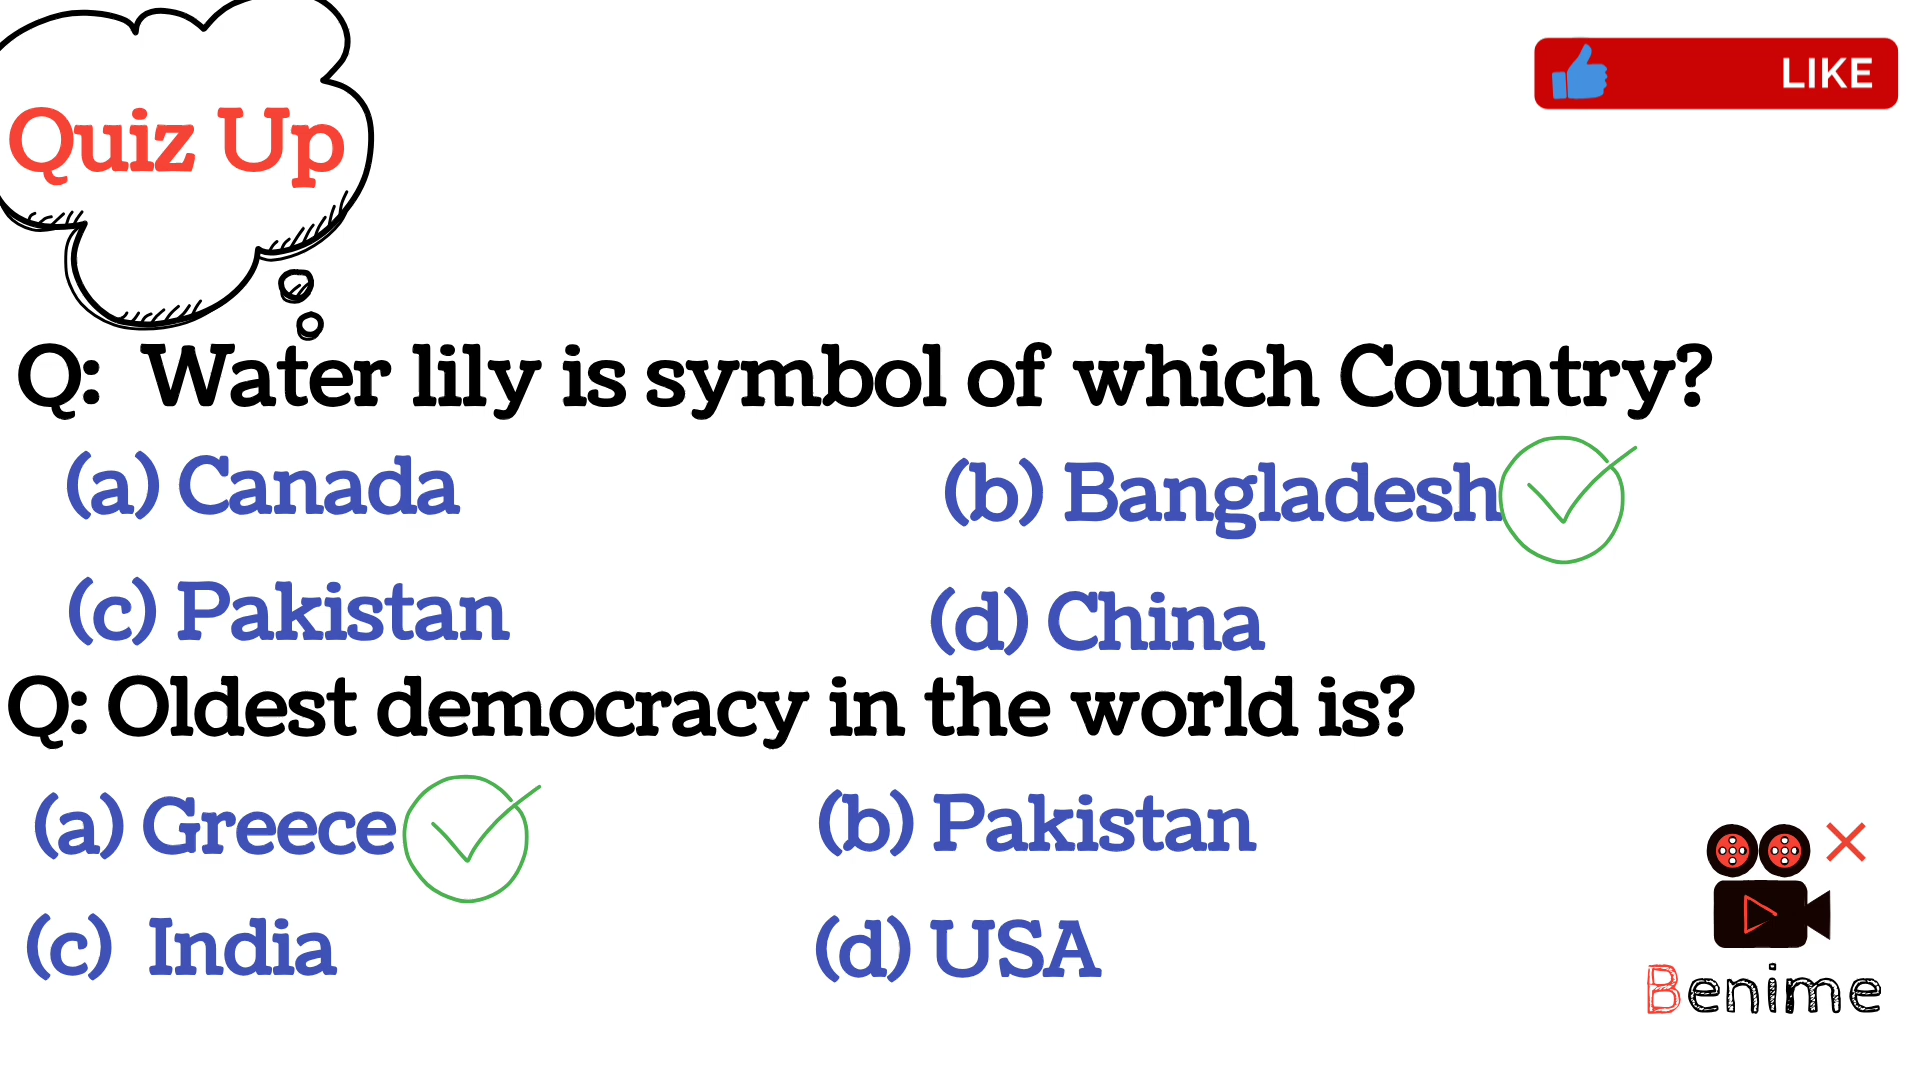 Quiz Up
LIKE
Q: Water lily is symbol of which Country?
(a) Canada
(b) Bangladesh
(c) Pakistan
(d) China
Q: Oldest democracy in the world is?
(a) Greece
(b) Pakistan
(c) India
(d) USA
Benime